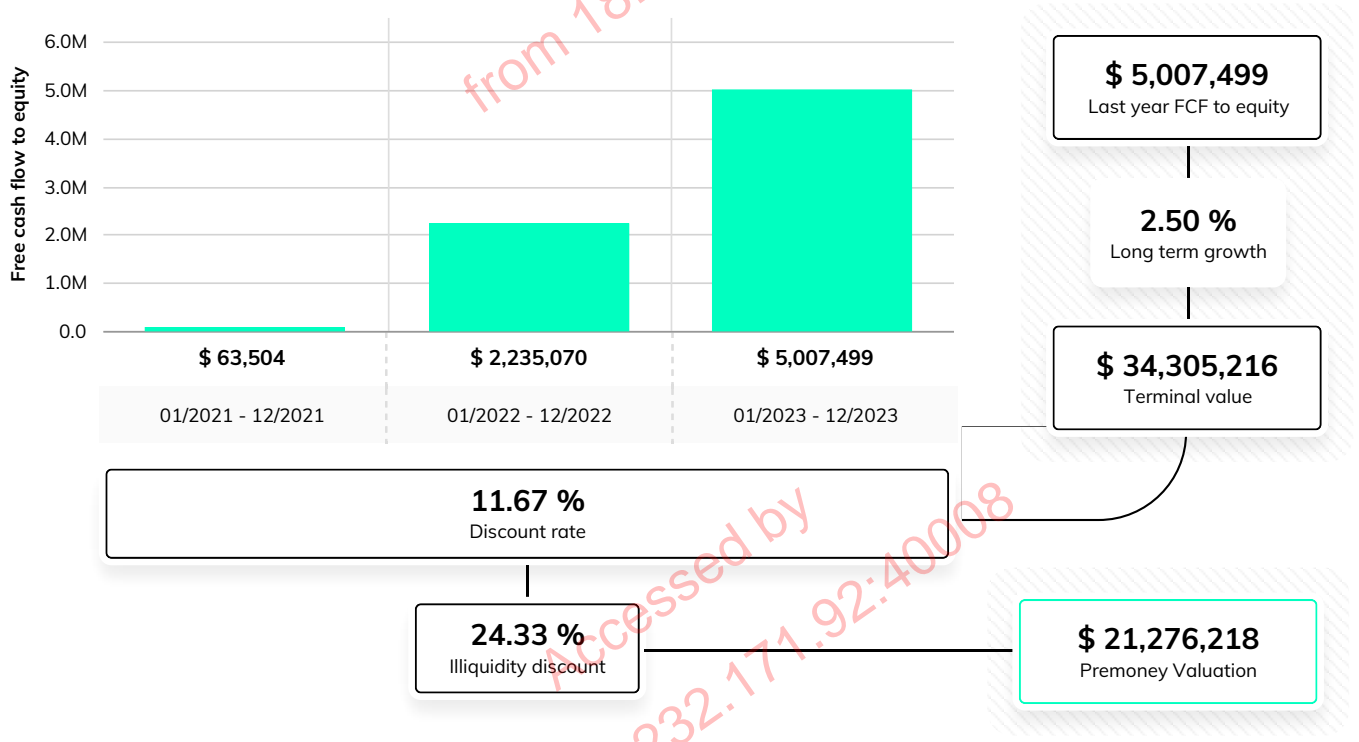 from 18
Free cash flow to equity
6.0M
5.0M
4.0M
3.0M
2.0M
1.0M
0.0
$ 63,504
$ 2,235,070
$ 5,007,499
01/2021 - 12/2021
01/2022 - 12/2022
01/2023 - 12/2023
$ 5,007,499
Last year FCF to equity
2.50 %
Long term growth
$ 34,305,216
Terminal value
11.67 %
Discount rate
24.33 %
Illiquidity discount
$ 21,276,218
Premoney Valuation
Accessed by
232.171.92:40008